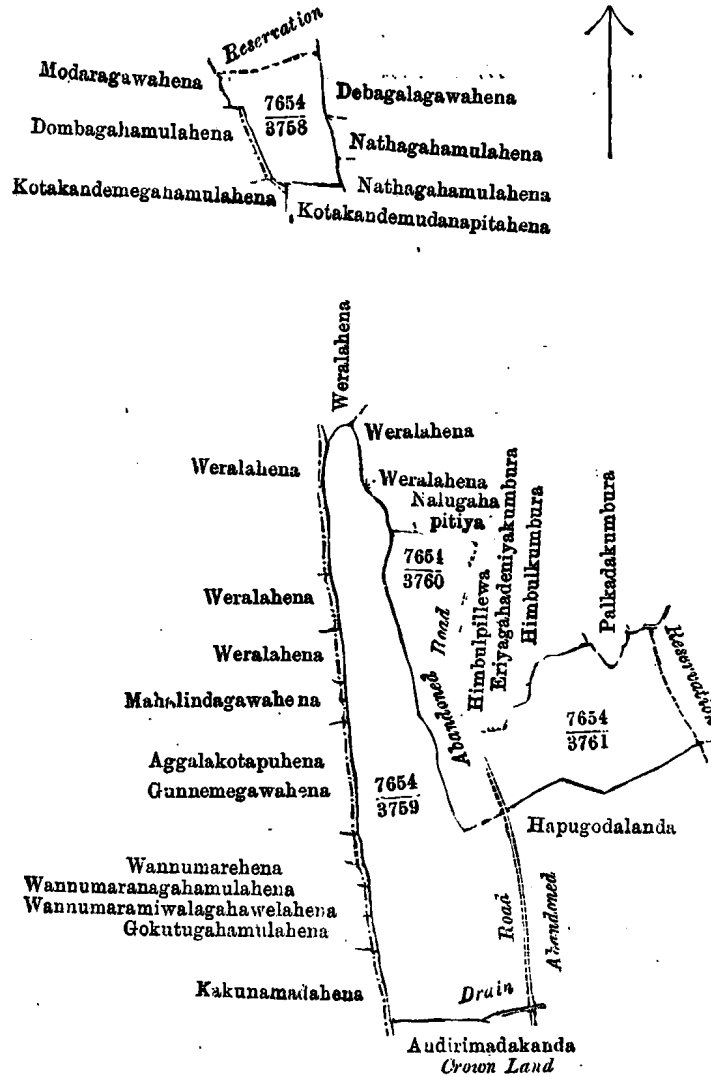 Reservation
Modaragawahena
7654
3758
Debagalagawahena
Dombagahamulahena
Nathagahamulahena
Kotakandemegahamulahena
Nathagahamulahena
Kotakandemudanapitahena
Weralahena
Weralahena
Weralahena
Weralahena
Nalugaha
pitiya
7654
3760
Abandoned Road
Himbulpillewa
Eriyagahadeniyakumbura
Himbulkumbura
Palkadakumbura
Reservation
Weralahena
Weralahena
Mahalindagawahena
7654
3761
Aggalakotapuhena
Gunnemegawahena
7654
3759
Hapugodalanda
Wannumarehena
Wannumaranagahamulahena
Wannumaramiwalagahawelahena
Gokutugahamulahena
Road
Abandoned
Kakunamadahena
Drain
Audirimadakanda
Crown Land